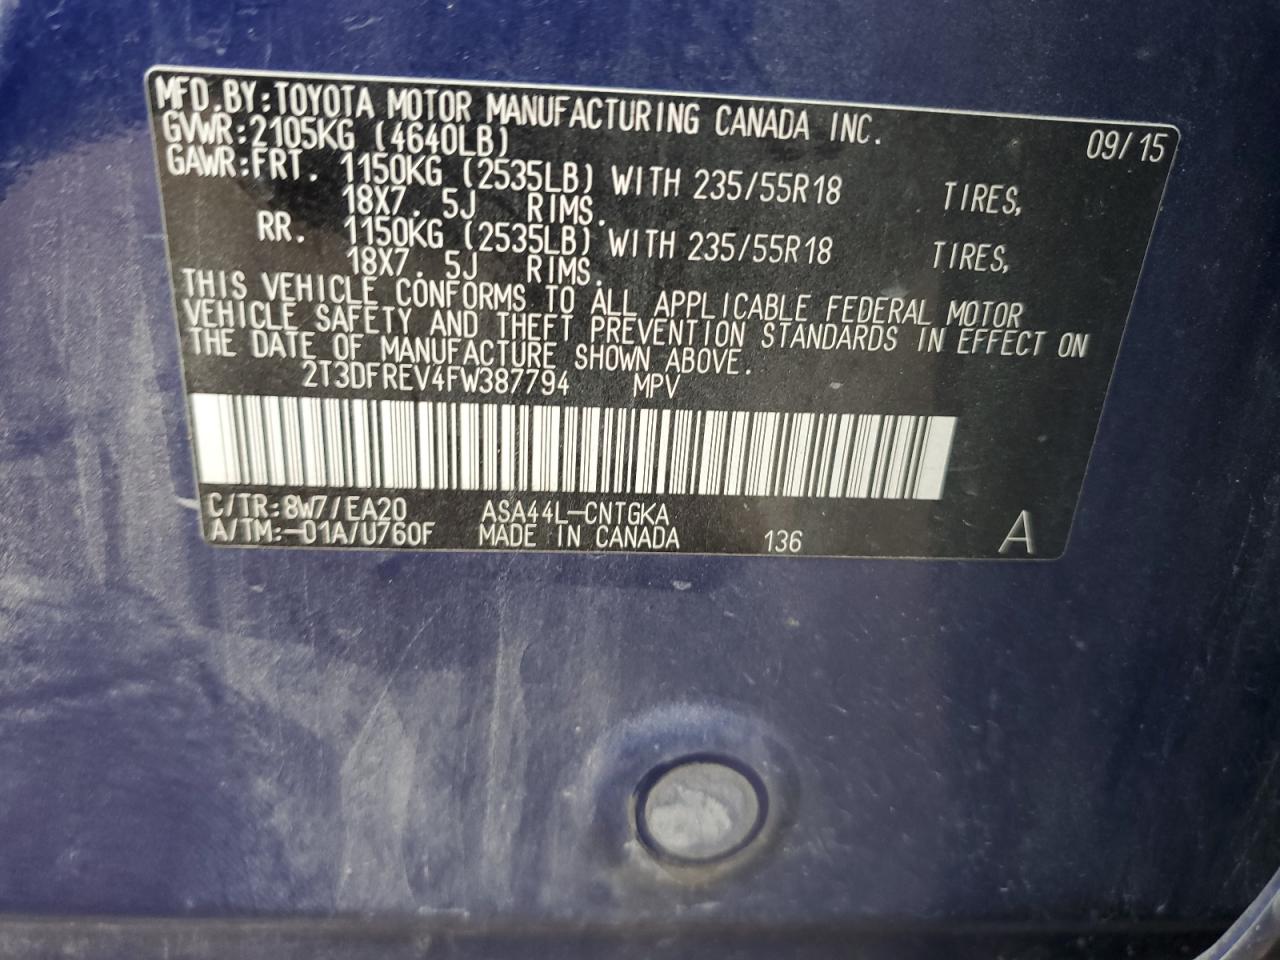 MFD.BY:TOYOTA MOTOR MANUFACTURING CANADA INC. 09/15
GVWR:2105KG (4640LB)
GAWR:FRT. 1150KG (2535LB) WITH 235/55R18 TIRES,
18X7.5J RIMS.
RR. 1150KG (2535LB) WITH 235/55R18 TIRES,
18X7.5J RIMS.
THIS VEHICLE CONFORMS TO ALL APPLICABLE FEDERAL MOTOR
VEHICLE SAFETY AND THEFT PREVENTION STANDARDS IN EFFECT ON
THE DATE OF MANUFACTURE SHOWN ABOVE.
2T3DFREV4FW387794 MPV
C/TR:8W7/EA20 ASA44L-CNTGKA
A/TM:-01A/U760F MADE IN CANADA 136 A